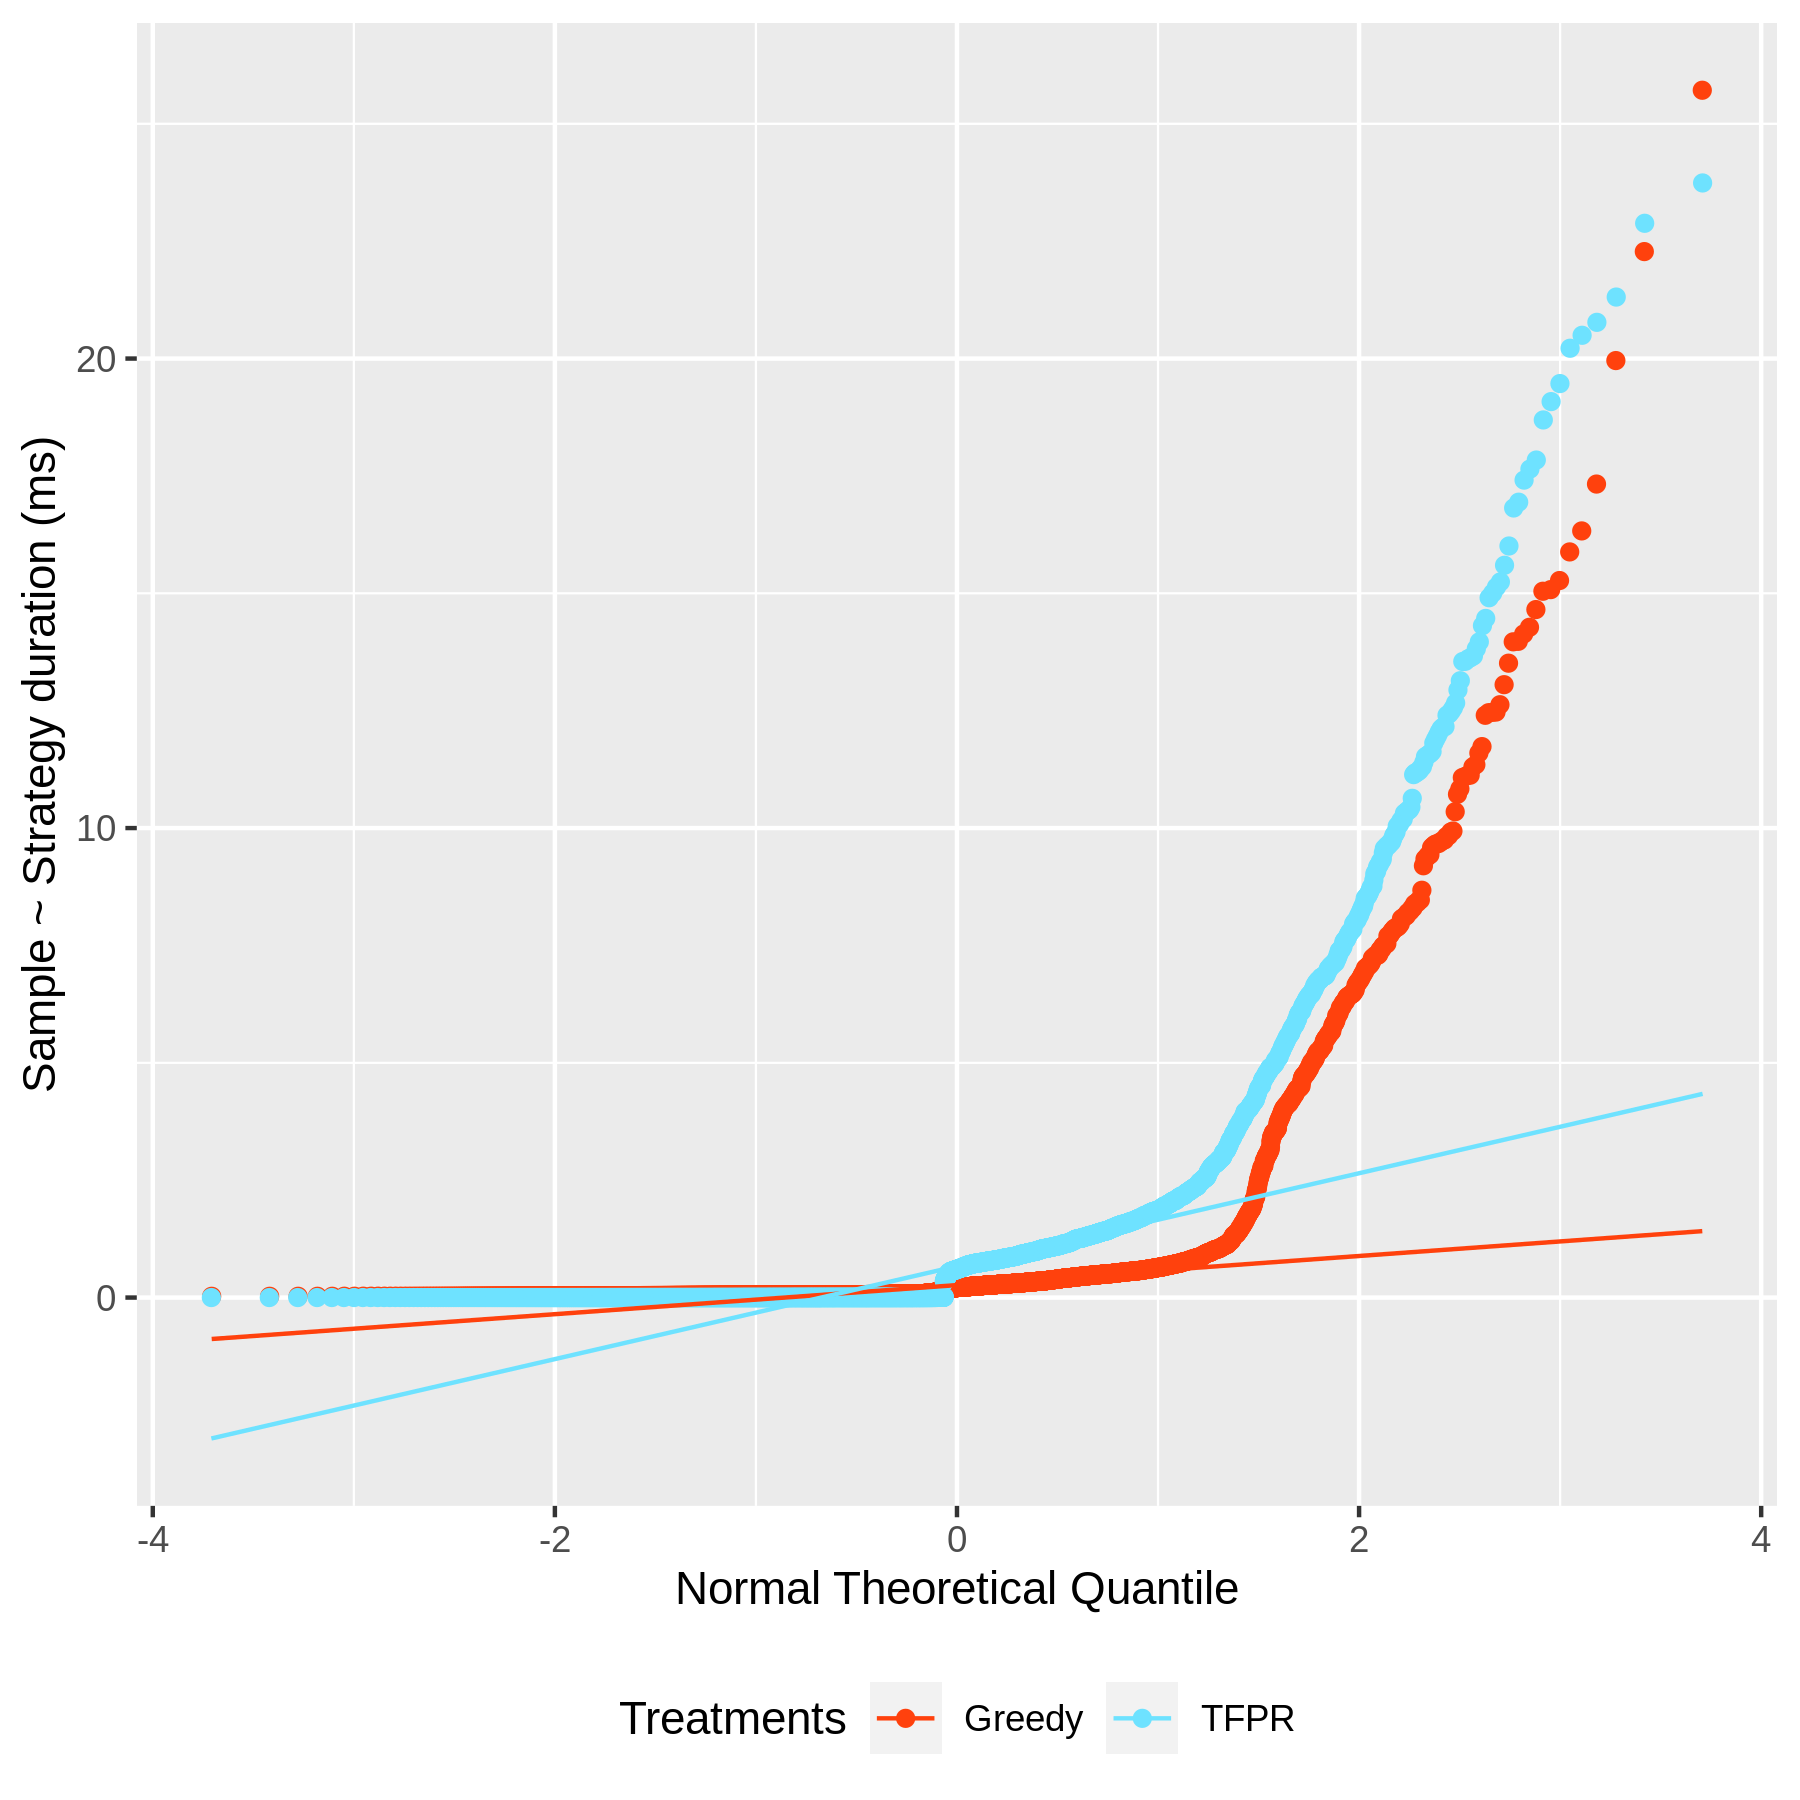 Sample ~ Strategy duration (ms)
20
10
0
-4 -2 0 2 4
Normal Theoretical Quantile
Treatments Greedy TFPR